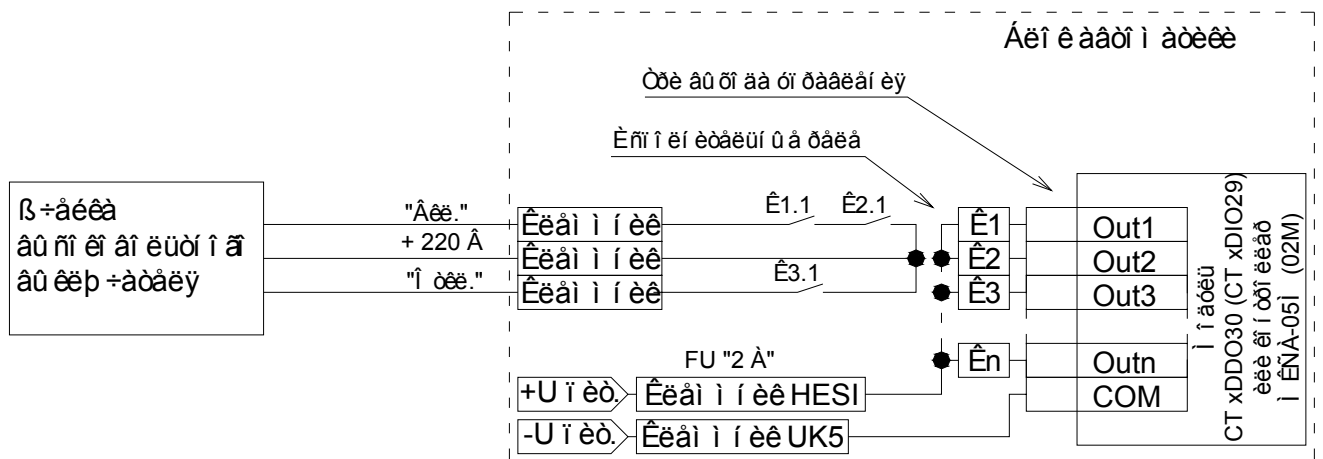 Áëî ê àâòî ì àòèêè
Òðè âû õî äà óï ðàâëåí èÿ
Èñï î ëí èòåëüí û å ðåëå
ß÷åéêà
âû ñî êî âî ëüòí î ãî
âû êëþ ÷àòåëÿ
"Âêë."
+ 220 Â
"Î òêë."
Êëåì ì í èê
Êëåì ì í èê
Êëåì ì í èê
Ê1.1
Ê2.1
Ê3.1
Ê1
Ê2
Ê3
Ên
Out1
Out2
Out3
Outn
COM
Ì î äóëü
CT xDDO30 (CT xDIO29)
èëè êî í òðî ëëåð
Ì ÊÑÀ-05Ì (02M)
FU "2 À"
+U ï èò.
Êëåì ì í èê HESI
-U ï èò.
Êëåì ì í èê UK5